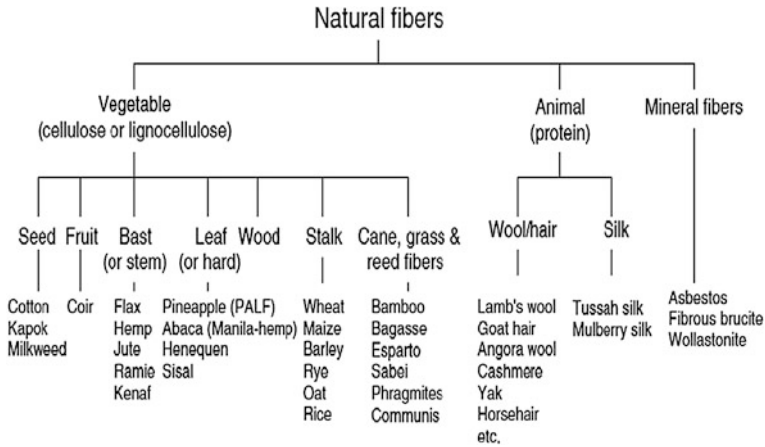 Natural fibers
Vegetable
(cellulose or lignocellulose)
Animal
(protein)
Mineral fibers
Seed
Fruit
Bast
(or stem)
Leaf
(or hard)
Wood
Stalk
Cane, grass &
reed fibers
Wool/hair
Silk
Cotton
Kapok
Milkweed
Coir
Flax
Hemp
Jute
Ramie
Kenaf
Pineapple (PALF)
Abaca (Manila-hemp)
Henequen
Sisal
Wheat
Maize
Barley
Rye
Oat
Rice
Bamboo
Bagasse
Esparto
Sabei
Phragmites
Communis
Lamb's wool
Goat hair
Angora wool
Cashmere
Yak
Horsehair
etc,
Tussah silk
Mulberry silk
Asbestos
Fibrous brucite
Wollastonite